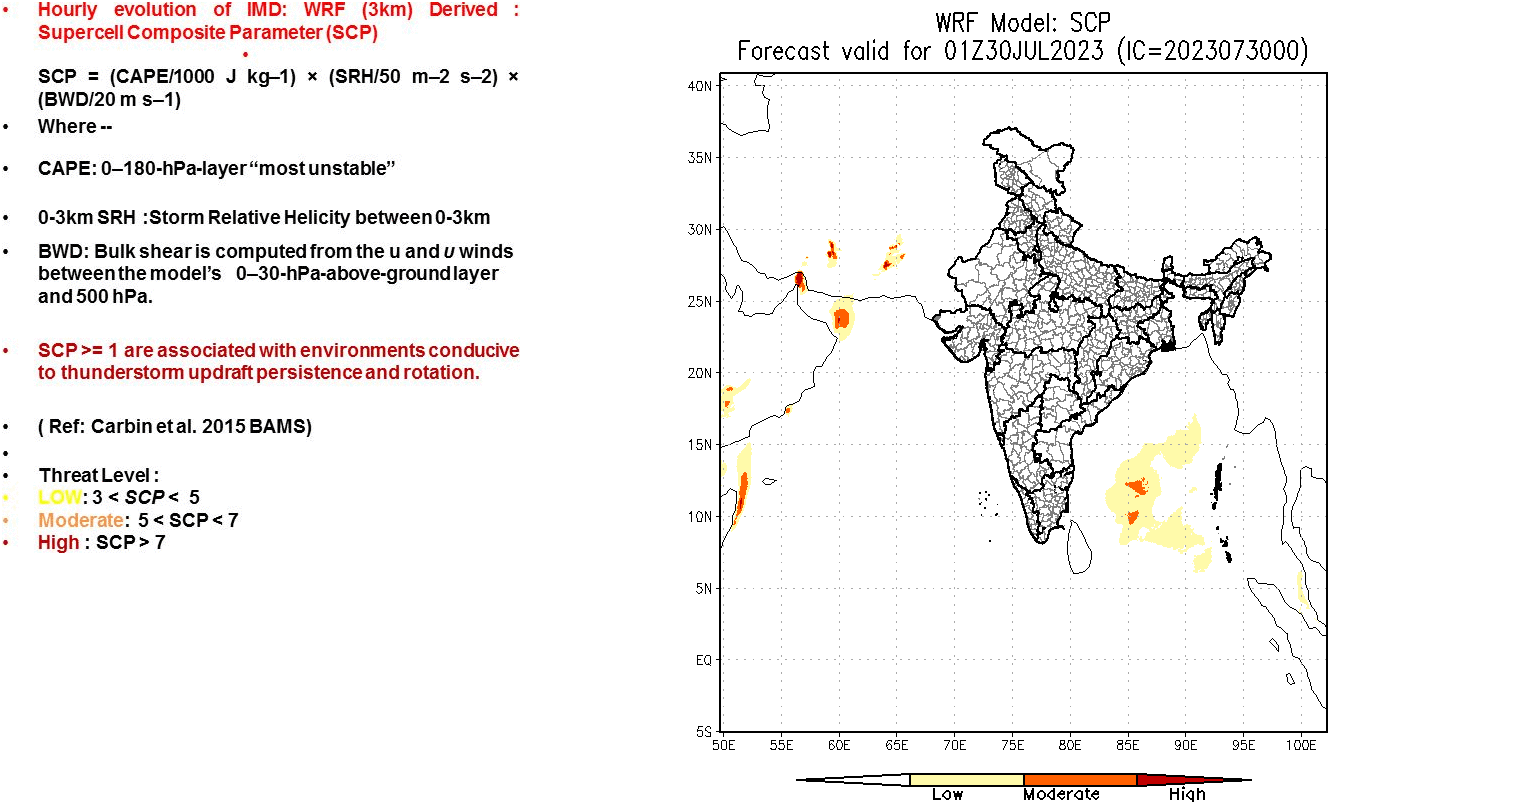 • Hourly evolution of IMD: WRF (3km) Derived :
Supercell Composite Parameter (SCP)
•
SCP = (CAPE/1000 J kg–1) × (SRH/50 m–2 s–2) ×
(BWD/20 m s–1)
• Where --
• CAPE: 0–180-hPa-layer “most unstable”
• 0-3km SRH :Storm Relative Helicity between 0-3km
• BWD: Bulk shear is computed from the u and υ winds
between the model’s 0–30-hPa-above-ground layer
and 500 hPa.
• SCP >= 1 are associated with environments conducive
to thunderstorm updraft persistence and rotation.
• ( Ref: Carbin et al. 2015 BAMS)
•
• Threat Level :
• LOW: 3 < SCP < 5
• Moderate: 5 < SCP < 7
• High : SCP > 7
WRF Model: SCP
Forecast valid for 01Z30JUL2023 (IC=2023073000)
40N
35N
30N
25N
20N
15N
10N
5N
EQ
5S
50E 55E 60E 65E 70E 75E 80E 85E 90E 95E 100E
Low Moderate High